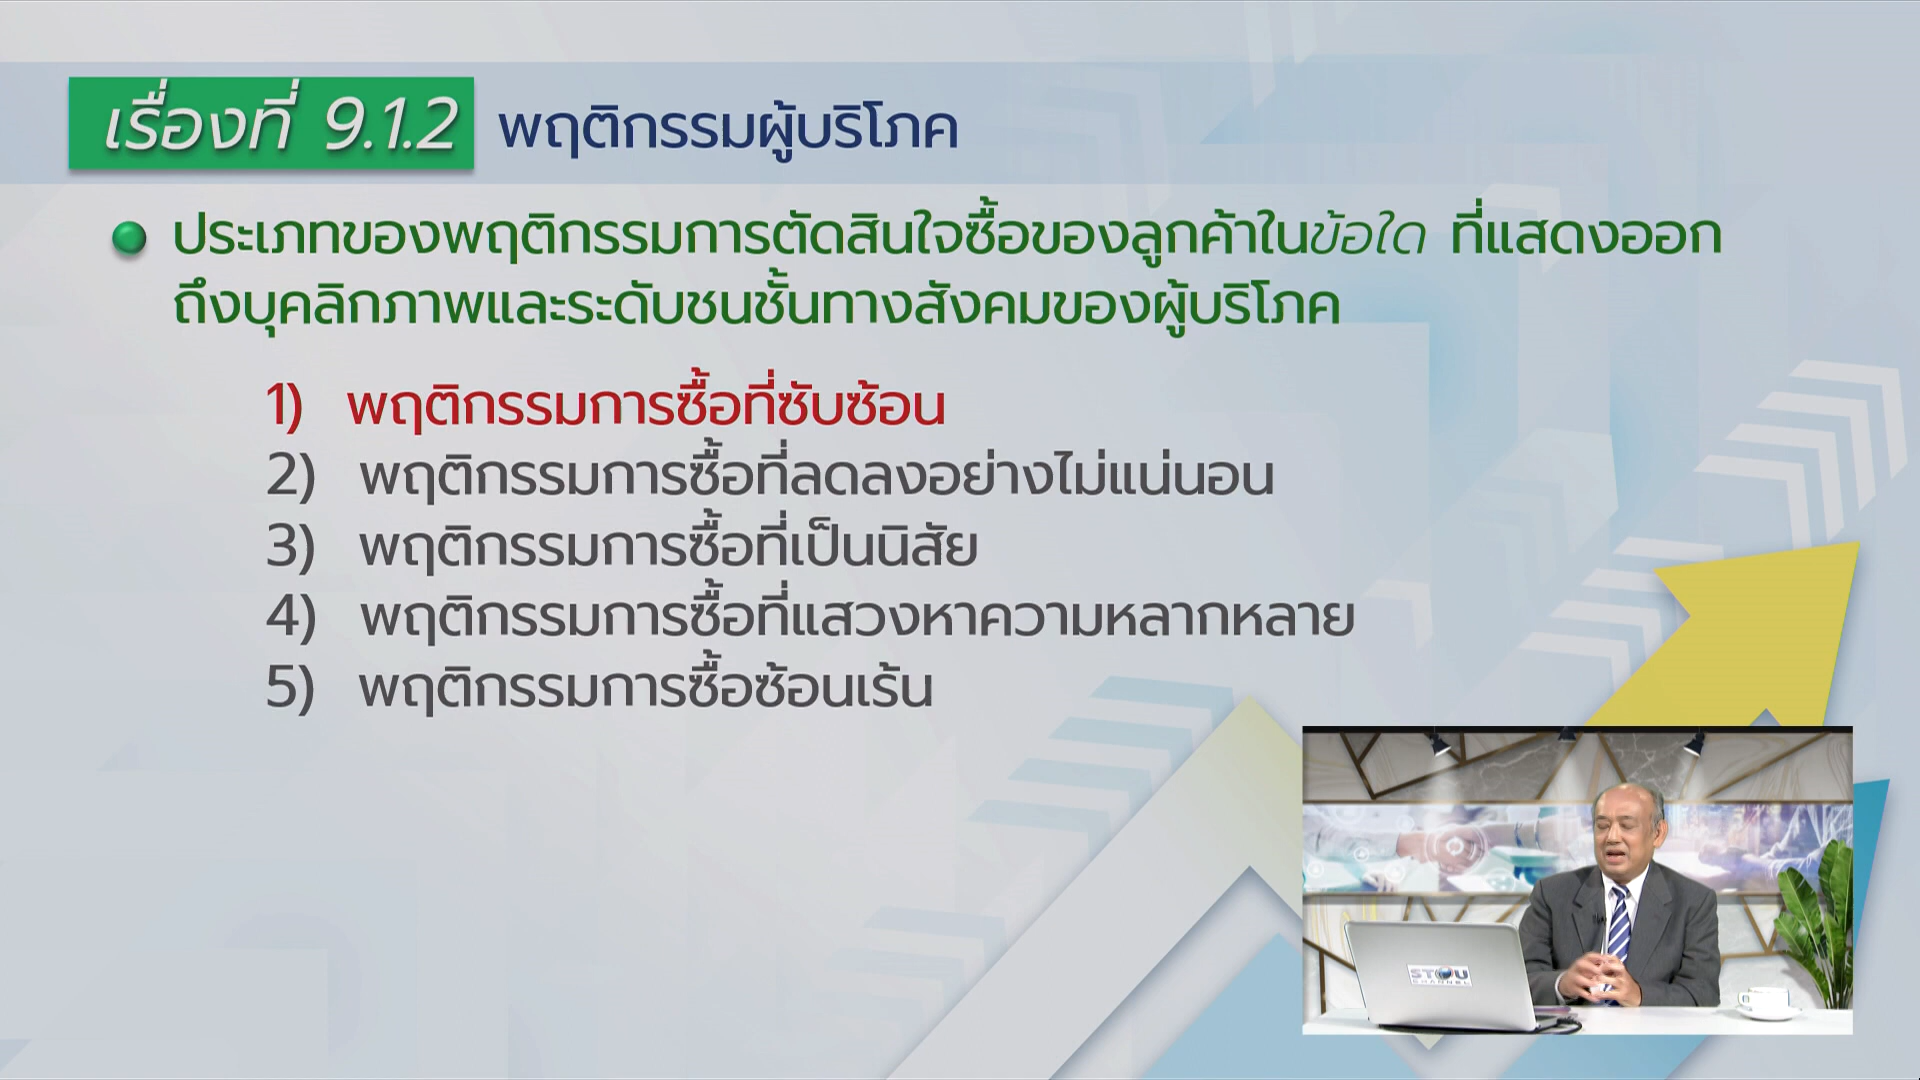 เรื่องที่ 9.1.2 พฤติกรรมผู้บริโภค
ประเภทของพฤติกรรมการตัดสินใจซื้อของลูกค้าในข้อใด ที่แสดงออก
ถึงบุคลิกภาพและระดับชนชั้นทางสังคมของผู้บริโภค
1) พฤติกรรมการซื้อที่ซับซ้อน
2) พฤติกรรมการซื้อที่ลดลงอย่างไม่แน่นอน
3) พฤติกรรมการซื้อที่เป็นนิสัย
4) พฤติกรรมการซื้อที่แสวงหาความหลากหลาย
5) พฤติกรรมการซื้อซ้อนเร้น
STOU
CHANNEL